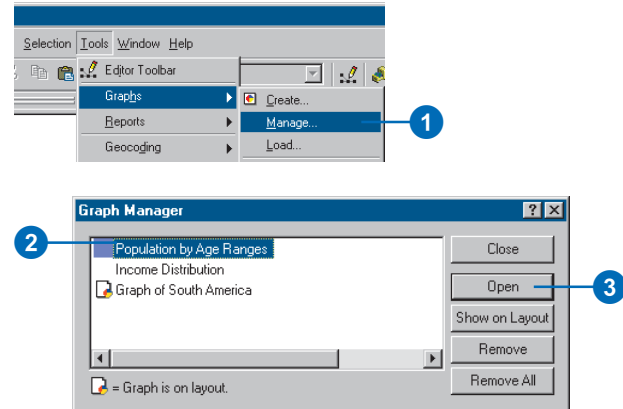 Selection Tools Window Help
Editor Toolbar
Graphs
Create...
Reports
Manage...
1
Geocoding
Load...
Graph Manager
2
Population by Age Ranges
Close
Income Distribution
Open
3
Graph of South America
Show on Layout
Remove
= Graph is on layout.
Remove All